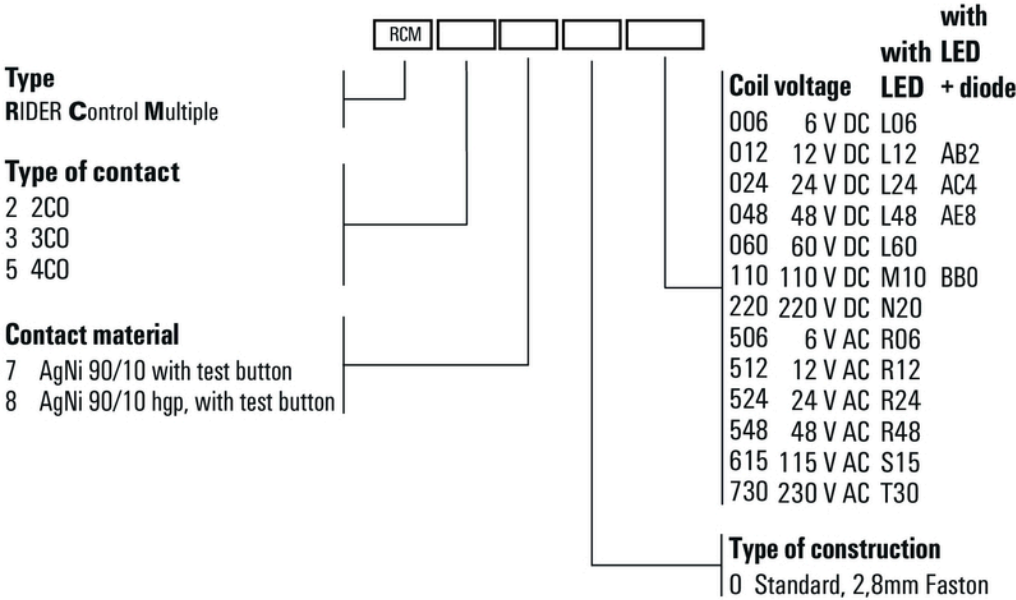 RCM
Type
RIDER Control Multiple
Type of contact
2 2CO
3 3CO
5 4CO
Contact material
7 AgNi 90/10 with test button
8 AgNi 90/10 hgp, with test button
with
with LED
Coil voltage LED + diode
006 6 V DC L06
012 12 V DC L12 AB2
024 24 V DC L24 AC4
048 48 V DC L48 AE8
060 60 V DC L60
110 110 V DC M10 BB0
220 220 V DC N20
506 6 V AC R06
512 12 V AC R12
524 24 V AC R24
548 48 V AC R48
615 115 V AC S15
730 230 V AC T30
Type of construction
0 Standard, 2,8mm Faston